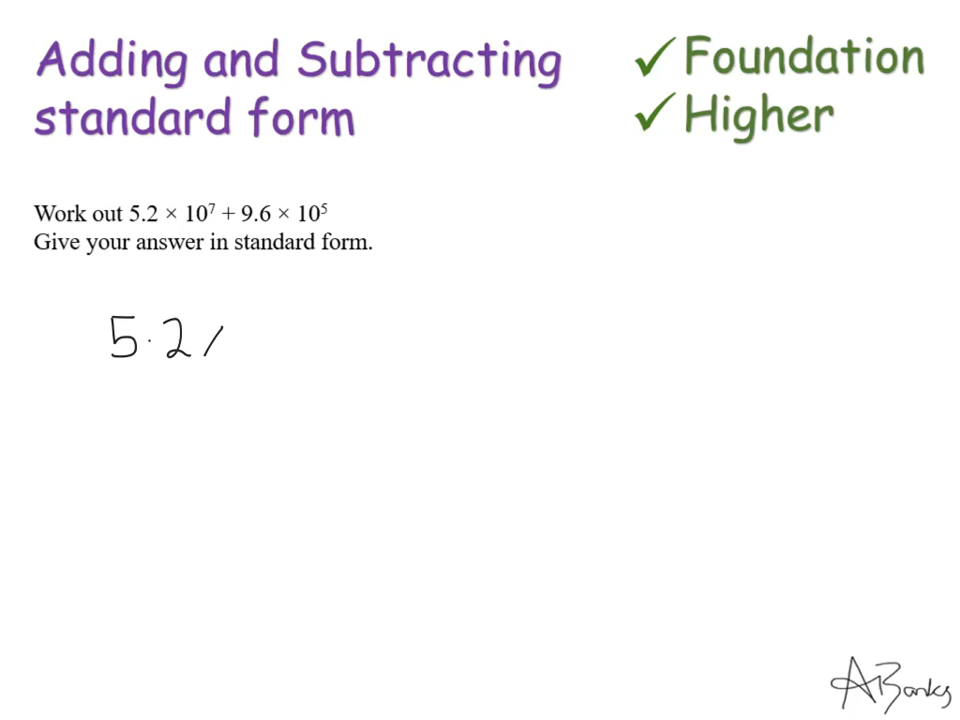 Adding and Subtracting
standard form
✓ Foundation
✓ Higher
Work out 5.2 × 10⁷ + 9.6 × 10⁵
Give your answer in standard form.
5.2 /
A Banks